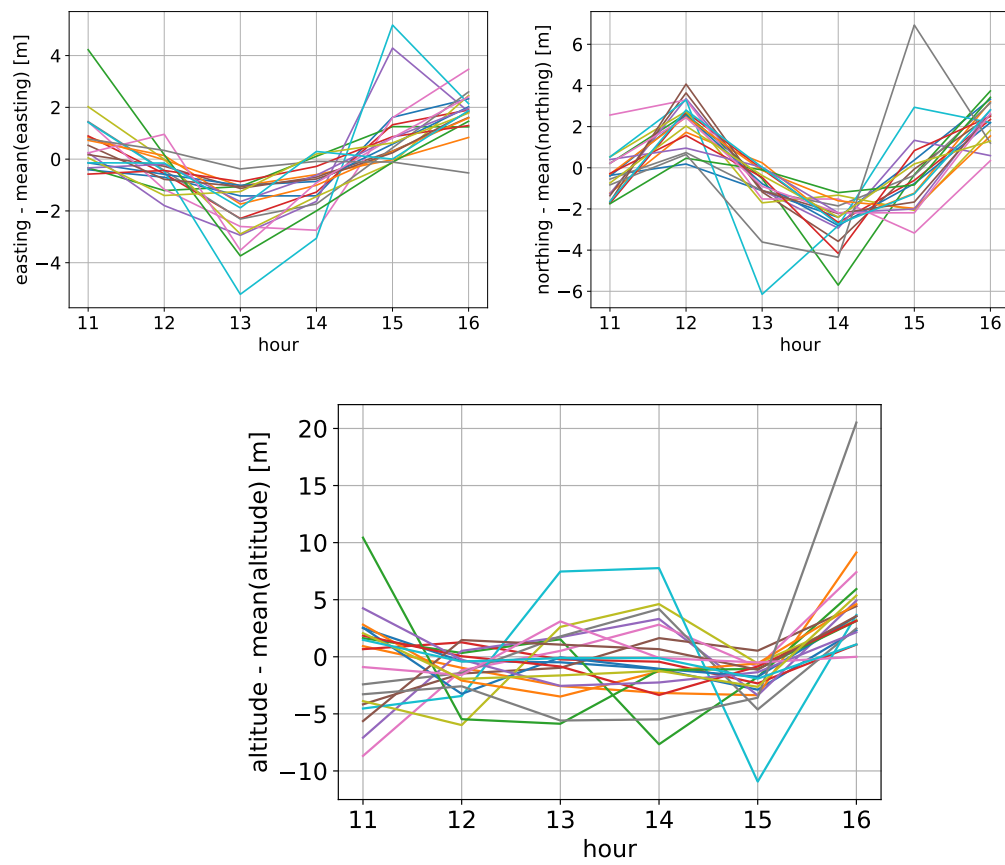 easting - mean(easting) [m]
4
2
0
−2
−4
11 12 13 14 15 16
hour
northing - mean(northing) [m]
6
4
2
0
−2
−4
−6
11 12 13 14 15 16
hour
altitude - mean(altitude) [m]
20
15
10
5
0
−5
−10
11 12 13 14 15 16
hour